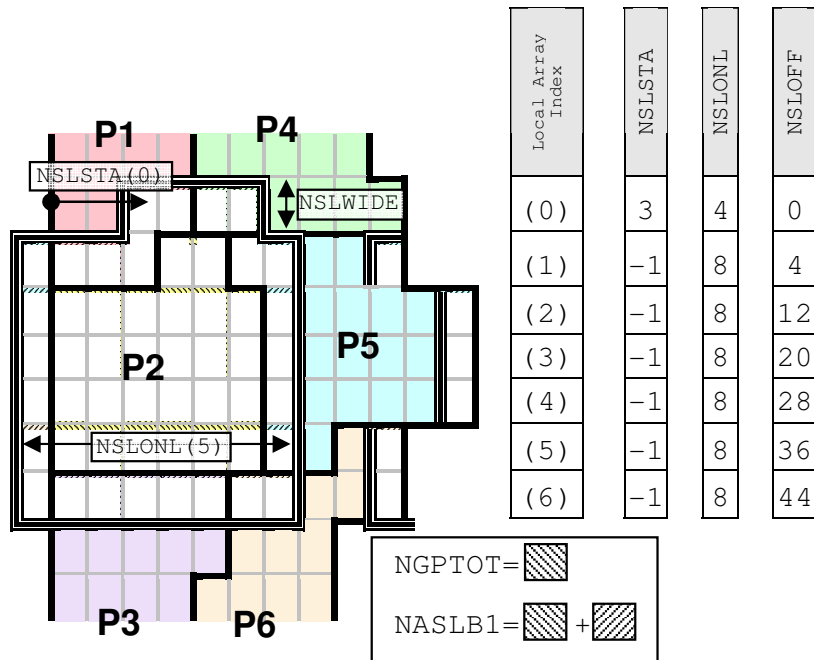 P1
P4
NSLSTA(0)
NSLWIDE
P5
P2
NSLONL(5)
P3
P6
Local Array
Index
NSLSTA
NSLONL
NSLOFF
(0) 3 4 0
(1) −1 8 4
(2) −1 8 12
(3) −1 8 20
(4) −1 8 28
(5) −1 8 36
(6) −1 8 44
NGPTOT=
NASLB1= +